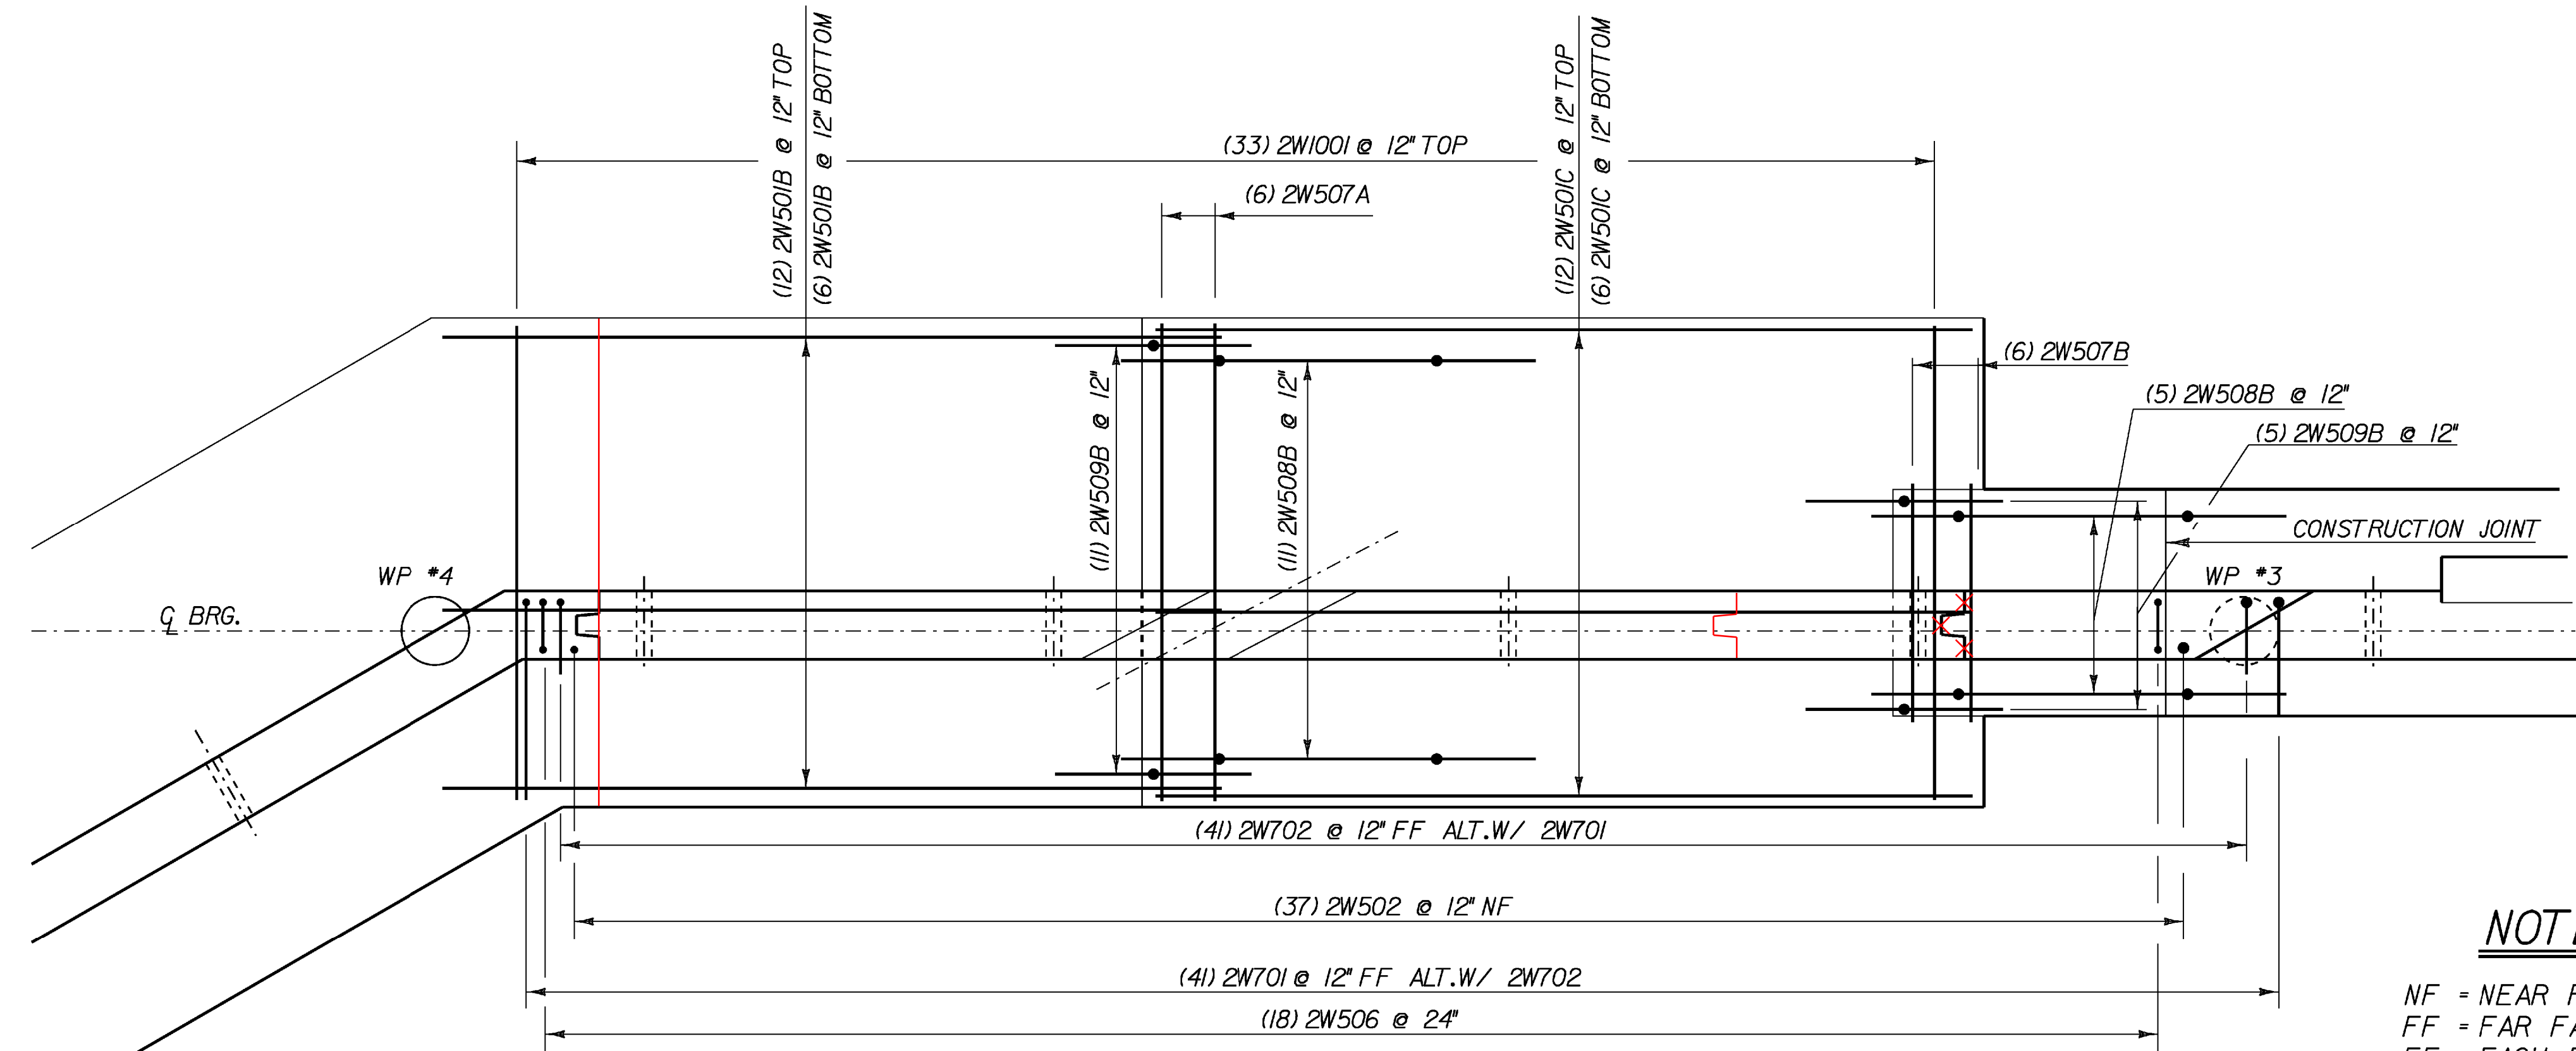 (12) 2W501B @ 12" TOP
(6) 2W501B @ 12" BOTTOM
(12) 2W501C @ 12" TOP
(6) 2W501C @ 12" BOTTOM
(33) 2W1001 @ 12" TOP
(6) 2W507A
(6) 2W507B
(5) 2W508B @ 12"
(5) 2W509B @ 12"
(11) 2W509B @ 12"
(11) 2W508B @ 12"
CONSTRUCTION JOINT
WP #4
WP #3
℄ BRG.
(41) 2W702 @ 12" FF ALT. W/ 2W701
(37) 2W502 @ 12" NF
(41) 2W701 @ 12" FF ALT. W/ 2W702
(18) 2W506 @ 24"
NF = NEAR
FF = FAR